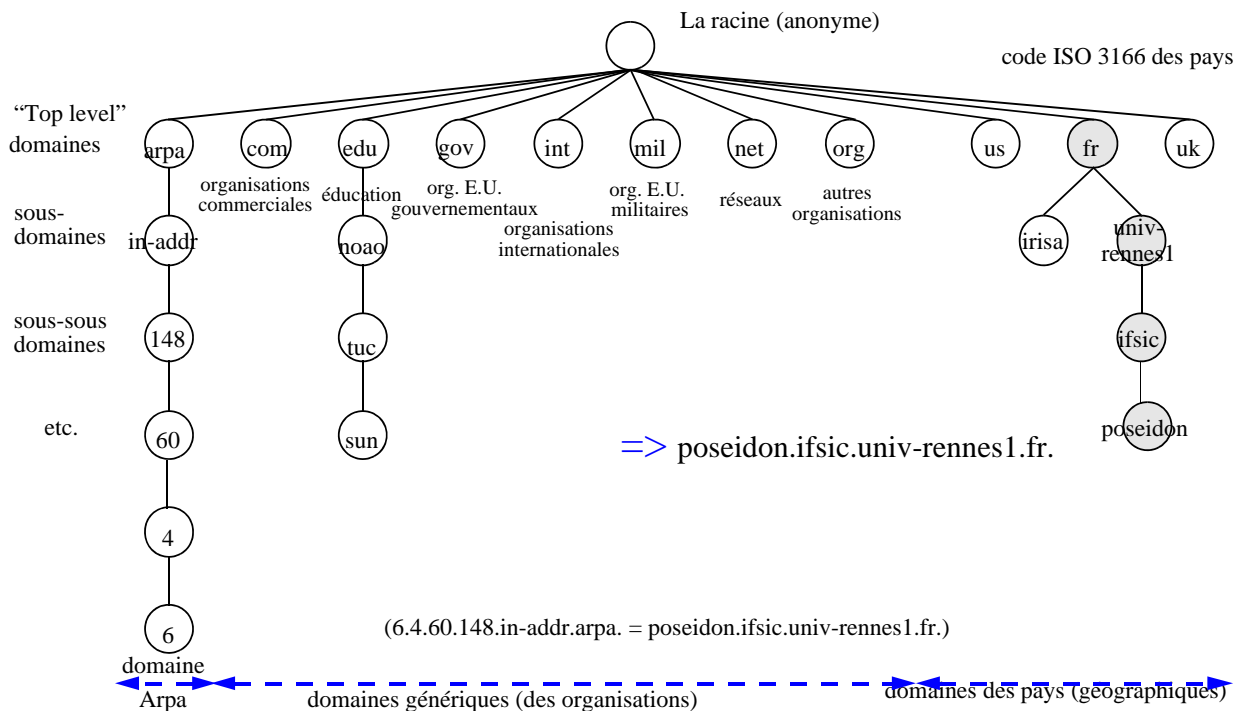 La racine (anonyme)
code ISO 3166 des pays
“Top level”
domaines
arpa
com
edu
gov
int
mil
net
org
us
fr
uk
organisations
commerciales
éducation
org. E.U.
gouvernementaux
organisations
internationales
org. E.U.
militaires
réseaux
autres
organisations
sous-
domaines
in-addr
noao
irisa
univ-
rennes1
sous-sous
domaines
148
tuc
ifsic
etc.
60
sun
poseidon
=> poseidon.ifsic.univ-rennes1.fr.
4
6
(6.4.60.148.in-addr.arpa. = poseidon.ifsic.univ-rennes1.fr.)
domaine
Arpa
domaines génériques (des organisations)
domaines des pays (géographiques)